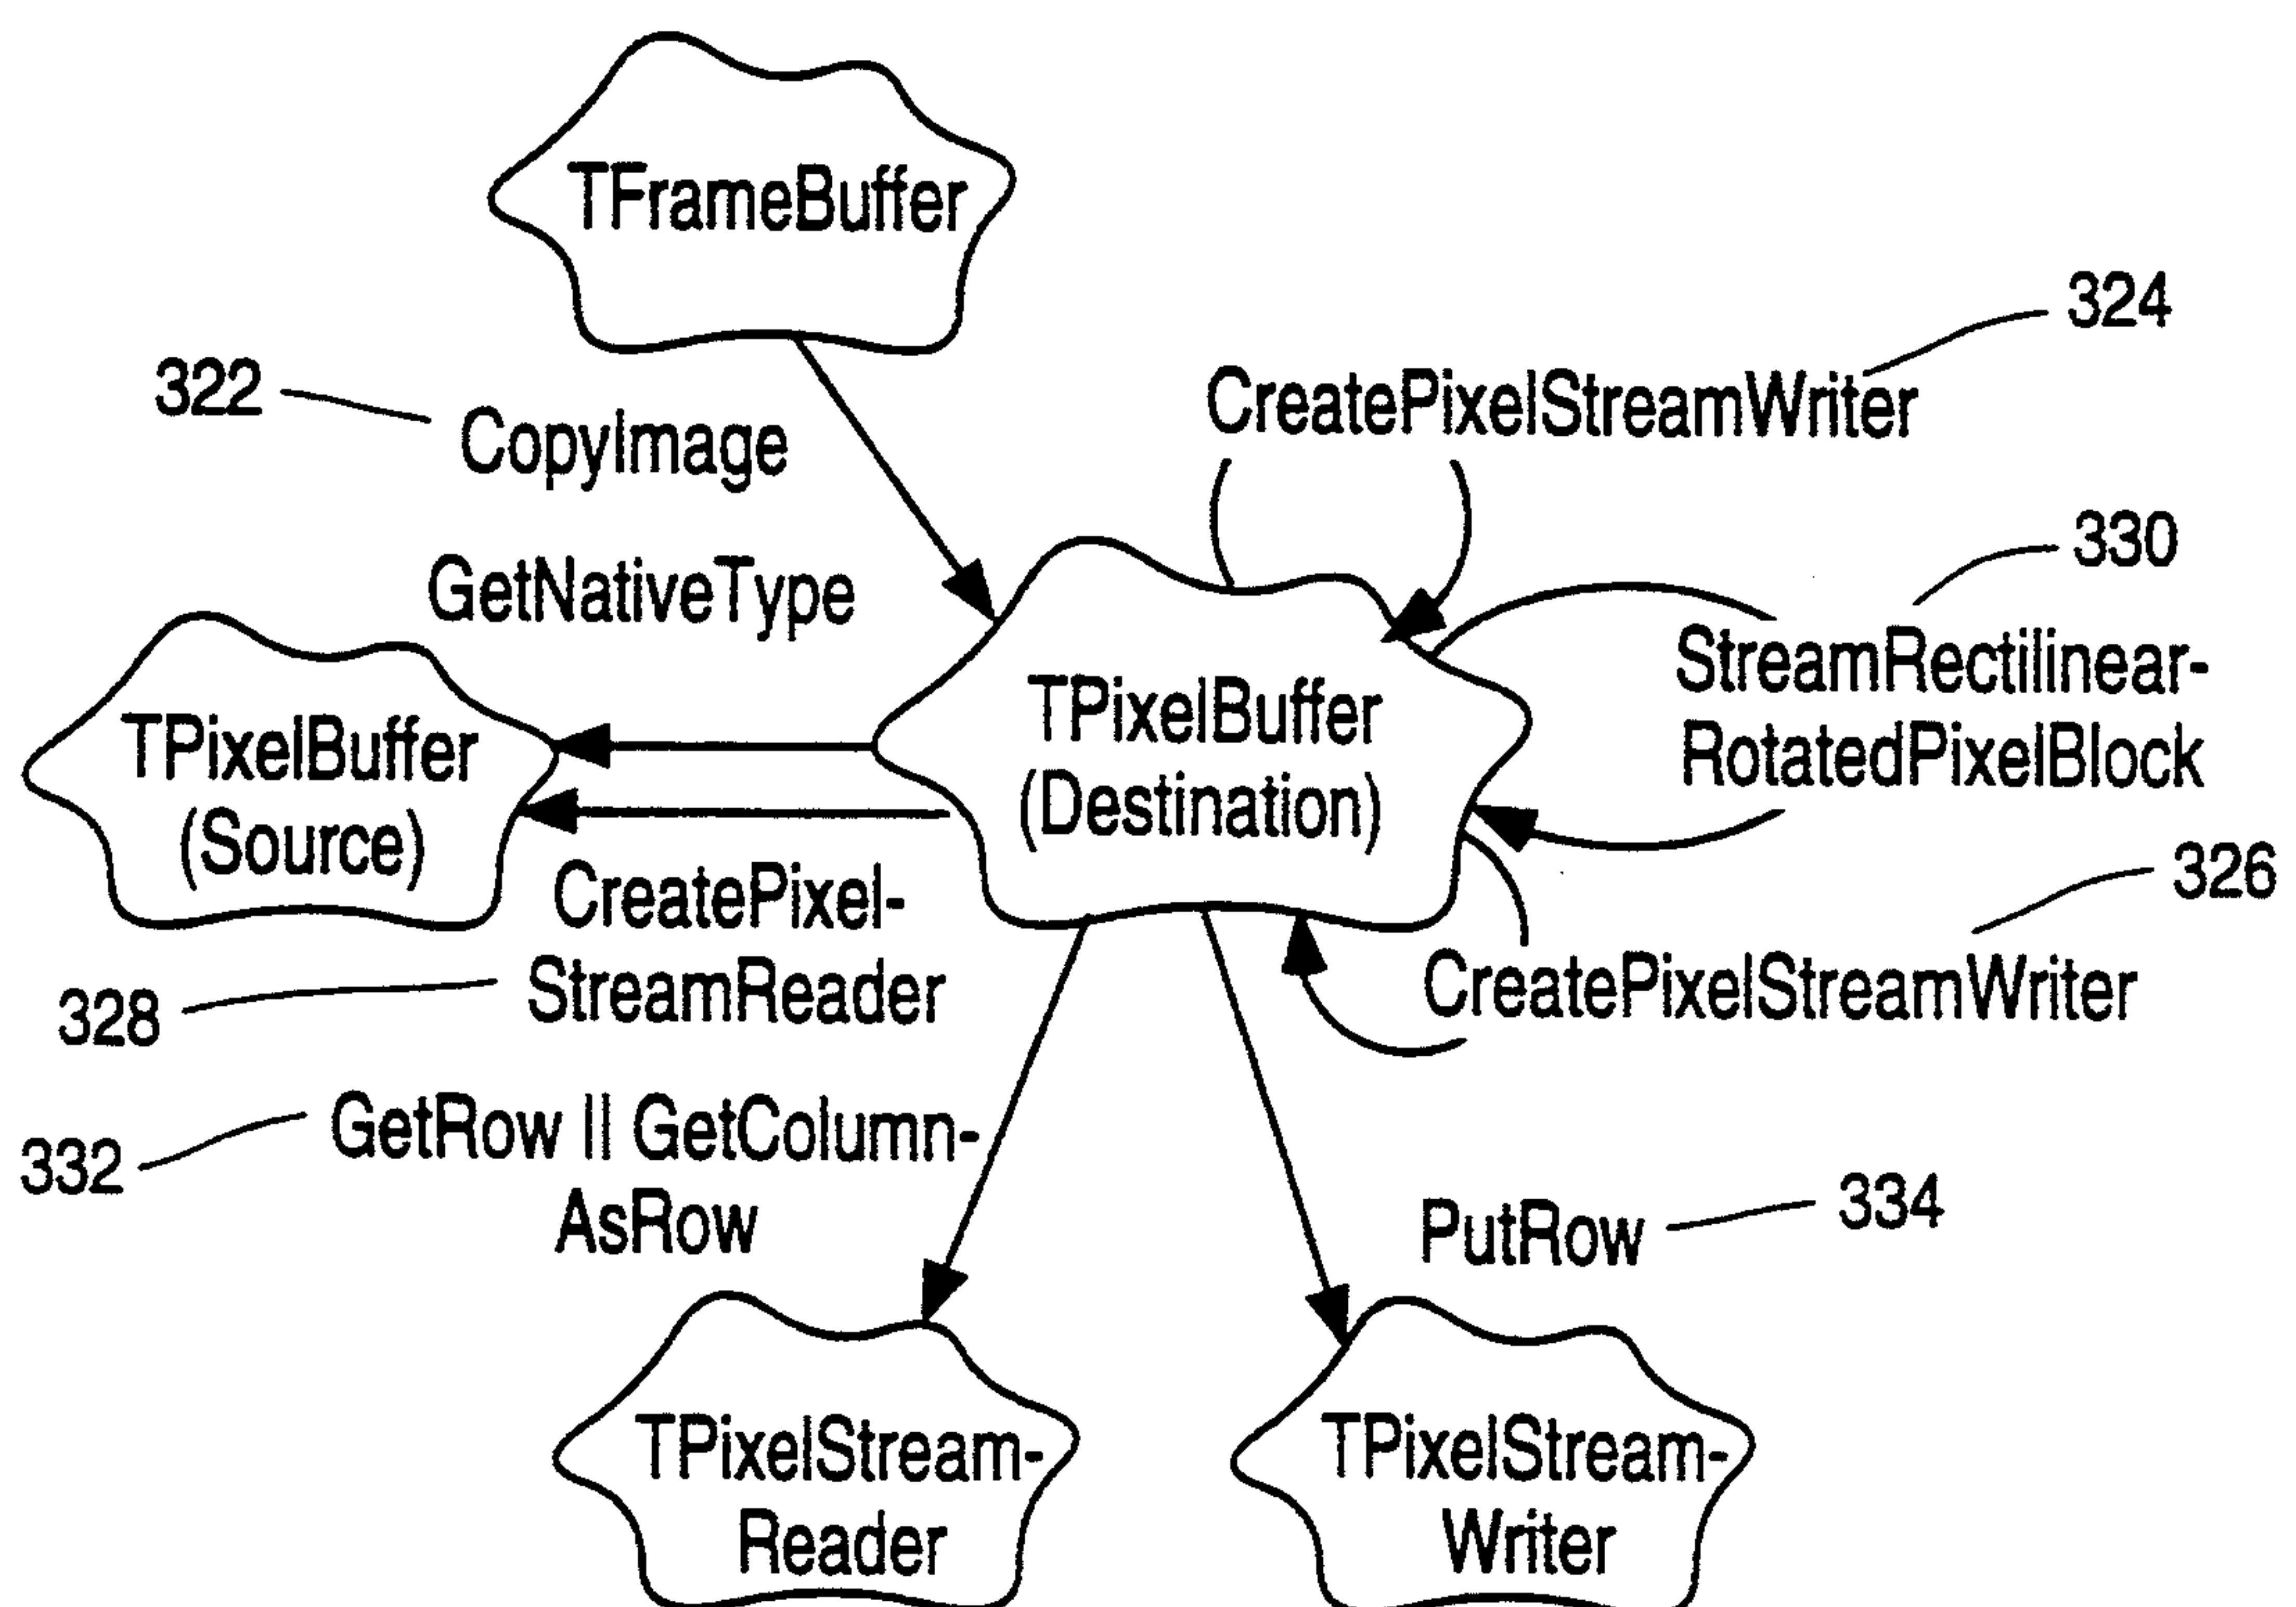 TFrameBuffer
324
322
CreatePixelStreamWriter
CopyImage
330
GetNativeType
StreamRectilinear-
RotatedPixelBlock
TPixelBuffer
(Destination)
TPixelBuffer
(Source)
326
CreatePixel-
StreamReader
328
CreatePixelStreamWriter
GetRow || GetColumn-
AsRow
332
PutRow
334
TPixelStream-
Reader
TPixelStream-
Writer